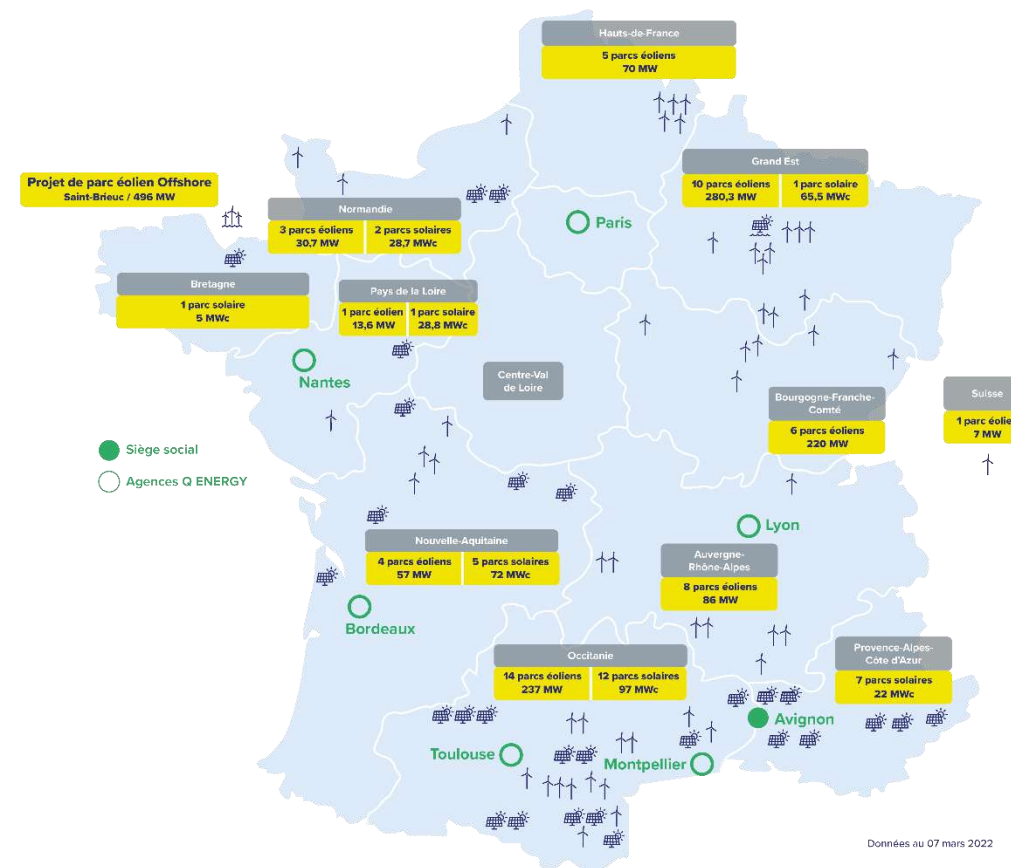 Hauts-de-France
5 parcs éoliens
70 MW
Projet de parc éolien Offshore
Saint-Brieuc / 496 MW
Grand Est
10 parcs éoliens
280,3 MW
1 parc solaire
65,5 MWc
Normandie
3 parcs éoliens
30,7 MW
2 parcs solaires
28,7 MWc
Paris
Bretagne
1 parc solaire
5 MWc
Pays de la Loire
1 parc éolien
13,6 MW
1 parc solaire
28,8 MWc
Nantes
Centre-Val
de Loire
Bourgogne-Franche-
Comté
6 parcs éoliens
220 MW
Suisse
1 parc éolie
7 MW
Siège social
Agences Q ENERGY
Lyon
Nouvelle-Aquitaine
4 parcs éoliens
57 MW
5 parcs solaires
72 MWc
Auvergne-
Rhône-Alpes
8 parcs éoliens
86 MW
Bordeaux
Occitanie
14 parcs éoliens
237 MW
12 parcs solaires
97 MWc
Provence-Alpes-
Côte d'Azur
7 parcs solaires
22 MWc
Avignon
Toulouse
Montpellier
Données au 07 mars 2022